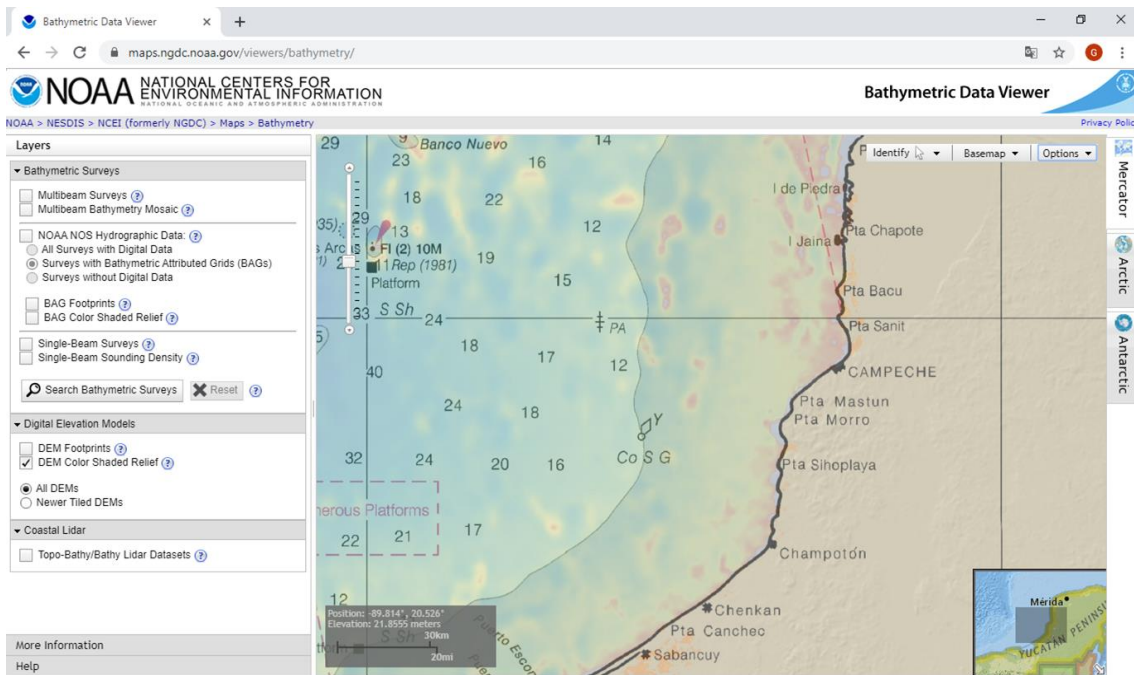 Bathymetric Data Viewer
maps.ngdc.noaa.gov/viewers/bathymetry/
G
NOAA NATIONAL CENTERS FOR
ENVIRONMENTAL INFORMATION
NATIONAL OCEANIC AND ATMOSPHERIC ADMINISTRATION
Bathymetric Data Viewer
NOAA > NESDIS > NCEI (formerly NGDC) > Maps > Bathymetry
Privacy Polic
Layers
Bathymetric Surveys
Multibeam Surveys (?)
Multibeam Bathymetry Mosaic (?)
NOAA NOS Hydrographic Data: (?)
All Surveys with Digital Data
Surveys with Bathymetric Attributed Grids (BAGs)
Surveys without Digital Data
BAG Footprints (?)
BAG Color Shaded Relief (?)
Single-Beam Surveys (?)
Single-Beam Sounding Density (?)
Search Bathymetric Surveys Reset (?)
Digital Elevation Models
DEM Footprints (?)
DEM Color Shaded Relief (?)
All DEMs
Newer Tiled DEMs
Coastal Lidar
Topo-Bathy/Bathy Lidar Datasets (?)
More Information
Help
Identify Basemap Options
Mercator
Arctic
Antarctic
29 9 Banco Nuevo 14
23 16
18 22
I de Piedra
29 13 12
Pta Chapote
I Jaina
Fl (2) 10M
19
11 Rep (1981)
Platform 15
Pta Bacu
33 S Sh 24
PA
Pta Sanit
18 17 12
40
CAMPECHE
24 18
Pta Mastun
Pta Morro
Y
32 24 20 16 Co S G
Pta Sihoplaya
nerous Platforms
22 21 17
Champotón
12
Position: -89.814°, 20.526°
Elevation: 21.8555 meters
30km
20mi
S Sh
Puerto Escon
Chenkan
Pta Canchec
Sabancuy
Mérida
YUCATAN PENINS